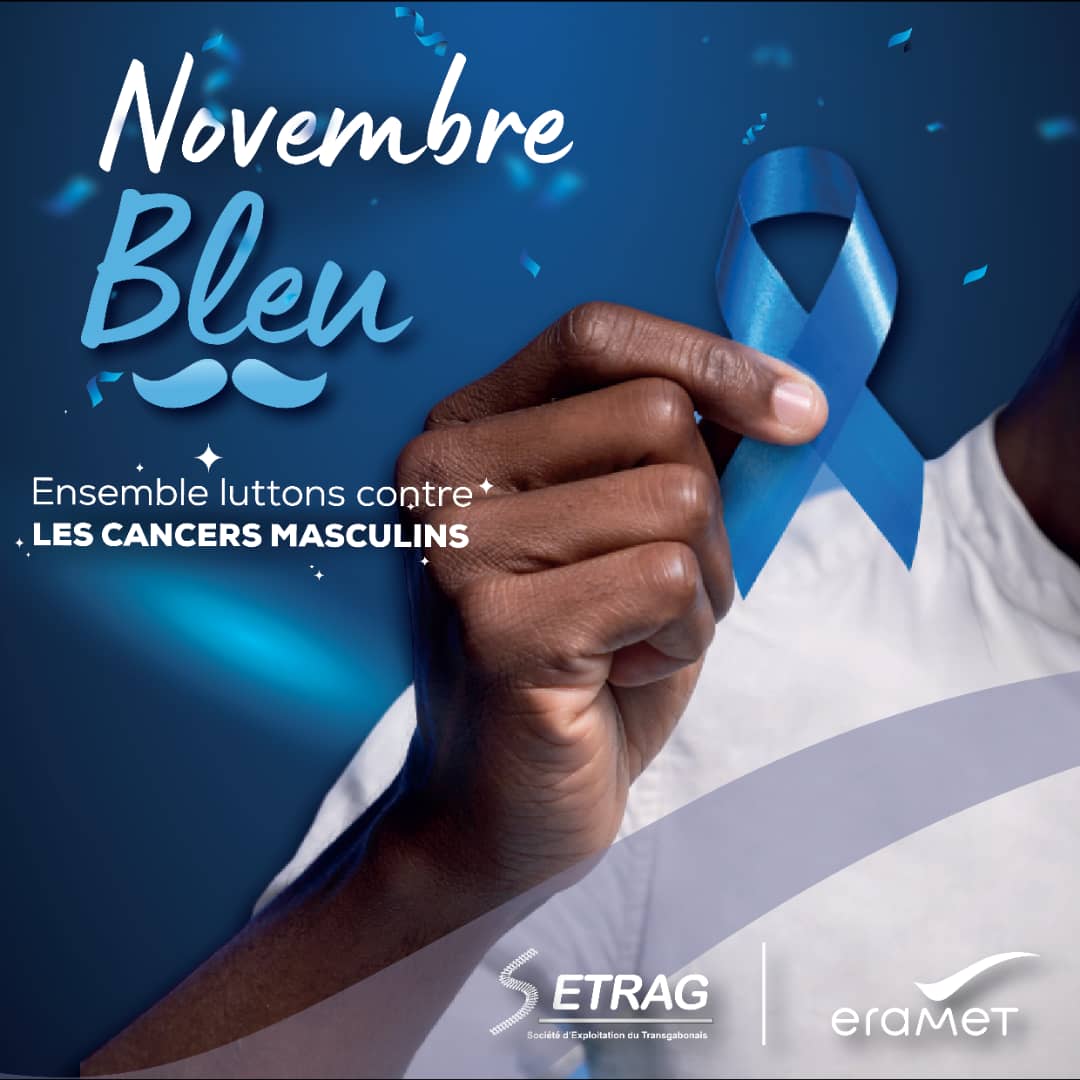 Novembre
Bleu
Ensemble luttons contre
LES CANCERS MASCULINS
SETRAG
Société d'Exploitation du Transgabonais
eramet